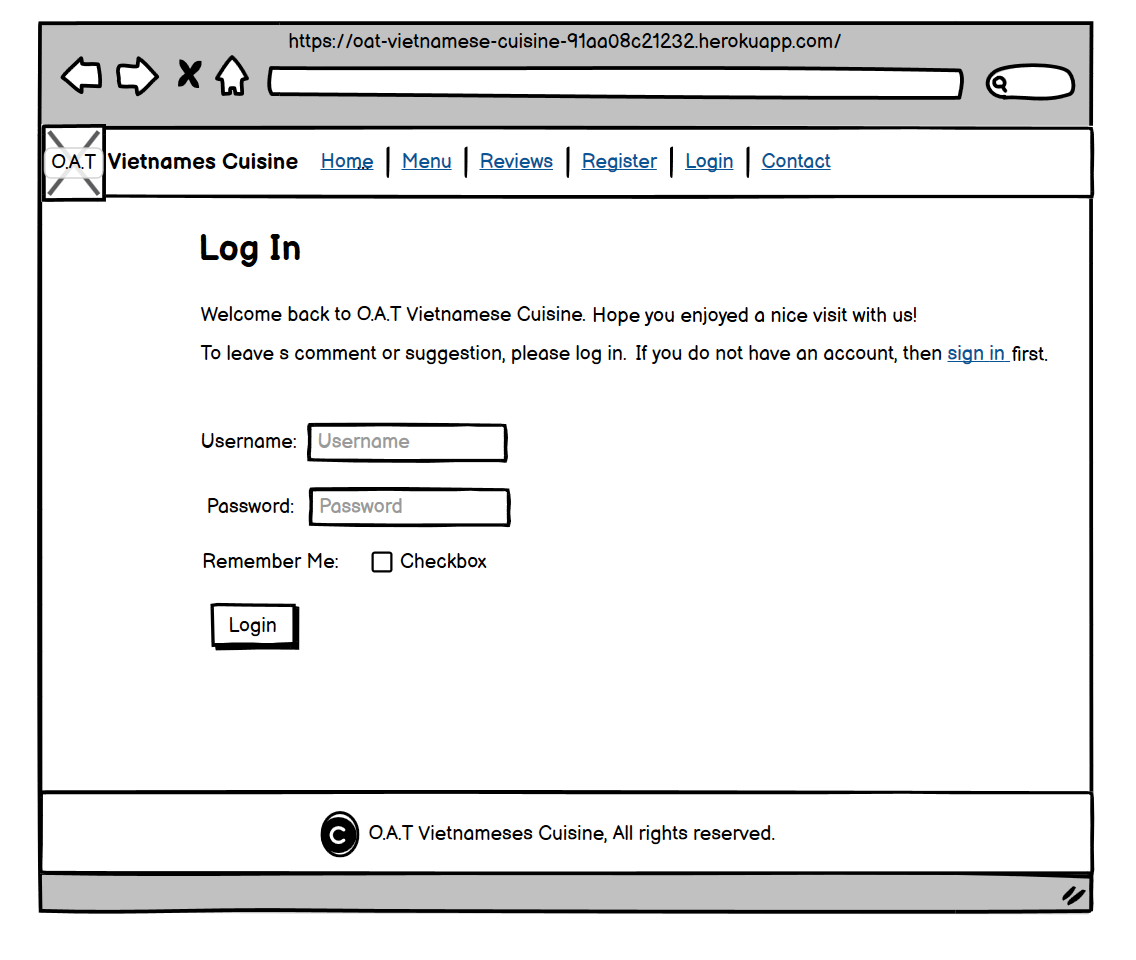 https://oat-vietnamese-cuisine-91aa08c21232.herokuapp.com/
O.A.T Vietnames Cuisine Home Menu Reviews Register Login Contact
Log In
Welcome back to O.A.T Vietnamese Cuisine. Hope you enjoyed a nice visit with us!
To leave s comment or suggestion, please log in. If you do not have an account, then sign in first.
Username: Username
Password: Password
Remember Me: Checkbox
Login
C O.A.T Vietnameses Cuisine, All rights reserved.